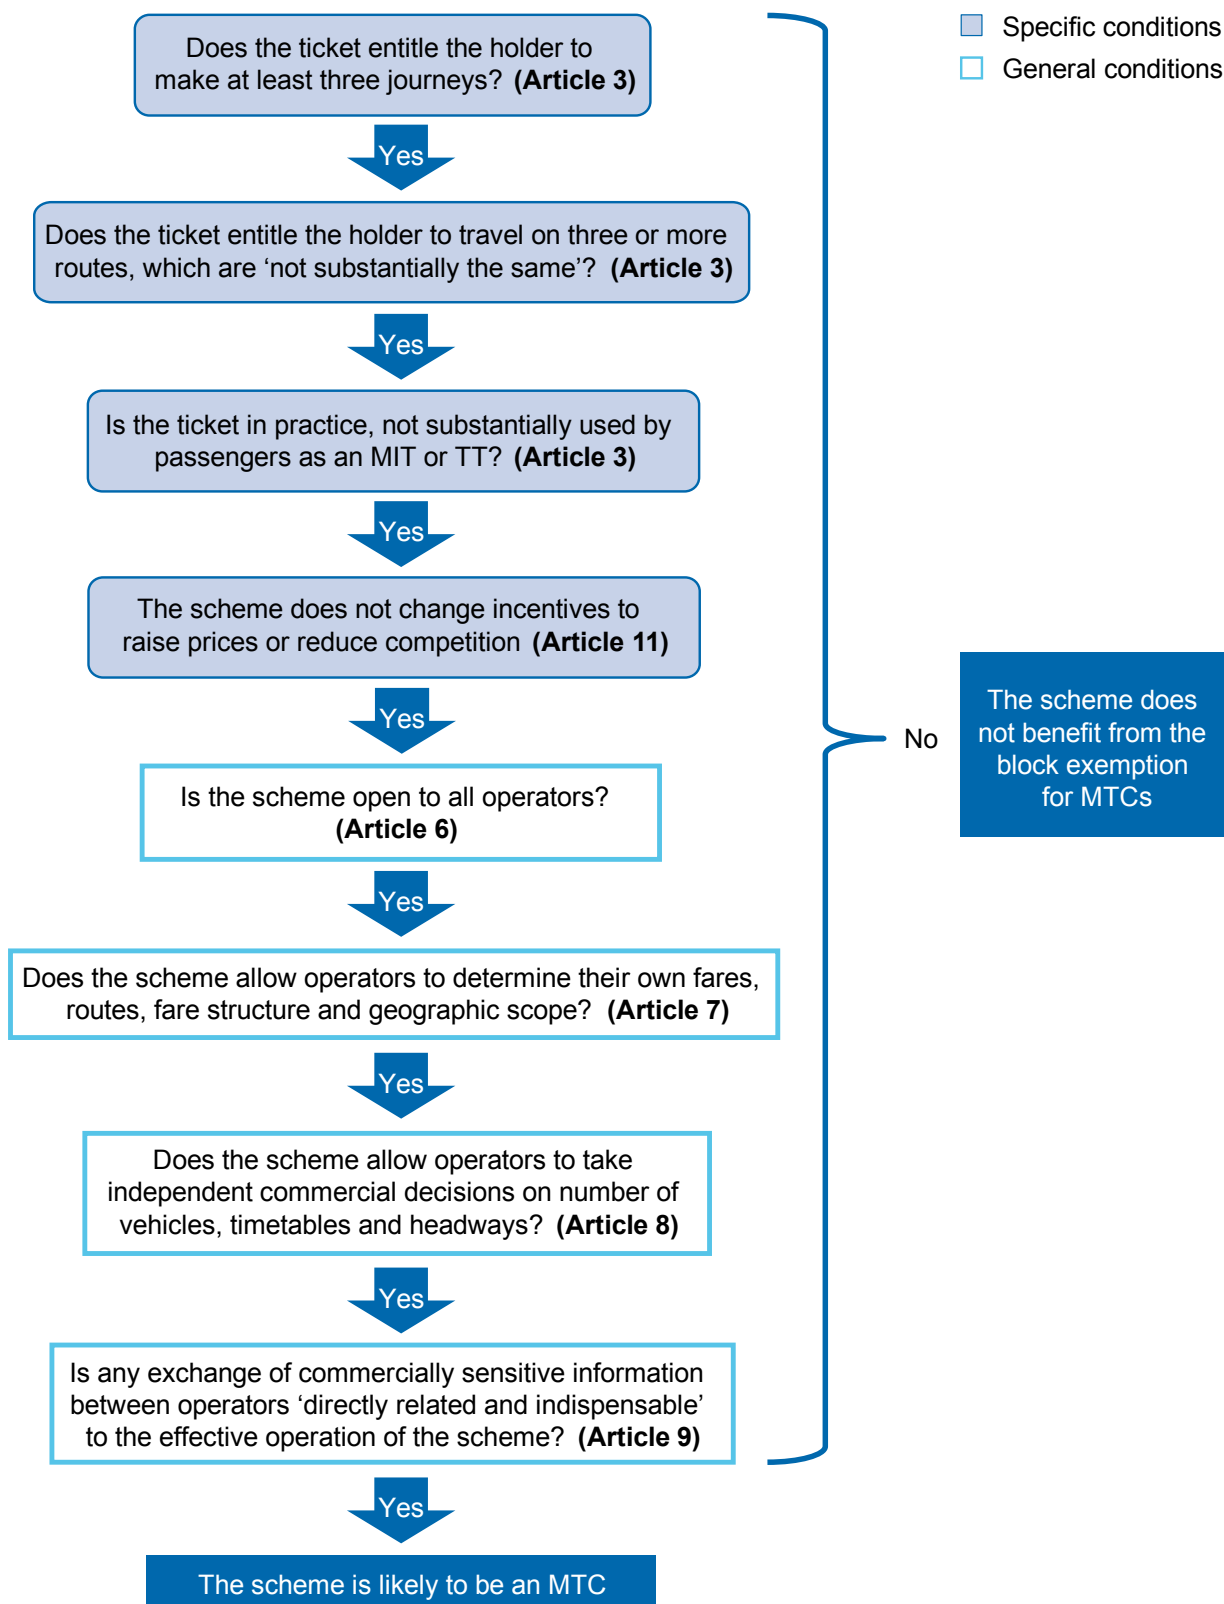 Does the ticket entitle the holder to
make at least three journeys? (Article 3)
Specific conditions
General conditions
Yes
Does the ticket entitle the holder to travel on three or more
routes, which are ‘not substantially the same’? (Article 3)
Yes
Is the ticket in practice, not substantially used by
passengers as an MIT or TT? (Article 3)
Yes
The scheme does not change incentives to
raise prices or reduce competition (Article 11)
Yes
Is the scheme open to all operators?
(Article 6)
Yes
Does the scheme allow operators to determine their own fares,
routes, fare structure and geographic scope? (Article 7)
Yes
Does the scheme allow operators to take
independent commercial decisions on number of
vehicles, timetables and headways? (Article 8)
Yes
Is any exchange of commercially sensitive information
between operators ‘directly related and indispensable’
to the effective operation of the scheme? (Article 9)
Yes
The scheme is likely to be an MTC
No
The scheme does
not benefit from the
block exemption
for MTCs